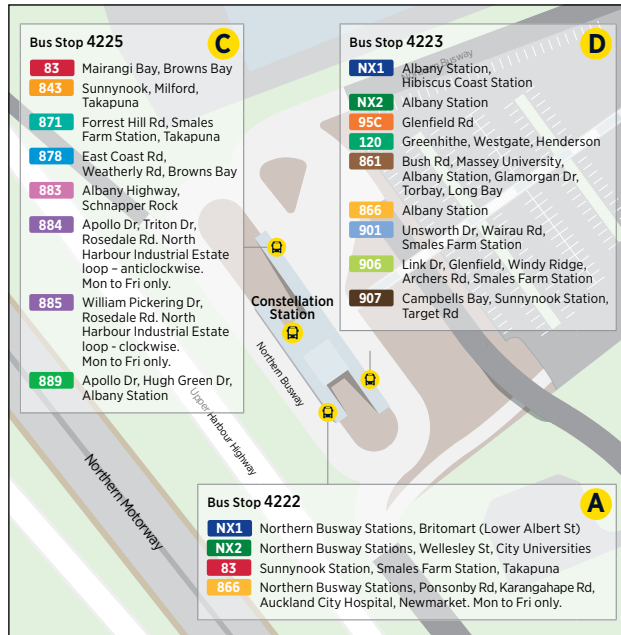 Bus Stop 4225
C
83 Mairangi Bay, Browns Bay
843 Sunnynook, Milford,
Takapuna
871 Forrest Hill Rd, Smales
Farm Station, Takapuna
878 East Coast Rd,
Weatherly Rd, Browns Bay
883 Albany Highway,
Schnapper Rock
884 Apollo Dr, Triton Dr,
Rosedale Rd. North
Harbour Industrial Estate
loop – anticlockwise.
Mon to Fri only.
885 William Pickering Dr,
Rosedale Rd. North
Harbour Industrial Estate
loop - clockwise.
Mon to Fri only.
889 Apollo Dr, Hugh Green Dr,
Albany Station
Bus Stop 4223
D
Busway
NX1 Albany Station,
Hibiscus Coast Station
NX2 Albany Station
95C Glenfield Rd
120 Greenhithe, Westgate, Henderson
861 Bush Rd, Massey University,
Albany Station, Glamorgan Dr,
Torbay, Long Bay
866 Albany Station
901 Unsworth Dr, Wairau Rd,
Smales Farm Station
906 Link Dr, Glenfield, Windy Ridge,
Archers Rd, Smales Farm Station
907 Campbells Bay, Sunnynook Station,
Target Rd
Constellation
Station
Northern Busway
Upper Harbour Highway
Northern Motorway
Bus Stop 4222
A
NX1 Northern Busway Stations, Britomart (Lower Albert St)
NX2 Northern Busway Stations, Wellesley St, City Universities
83 Sunnynook Station, Smales Farm Station, Takapuna
866 Northern Busway Stations, Ponsonby Rd, Karangahape Rd,
Auckland City Hospital, Newmarket. Mon to Fri only.